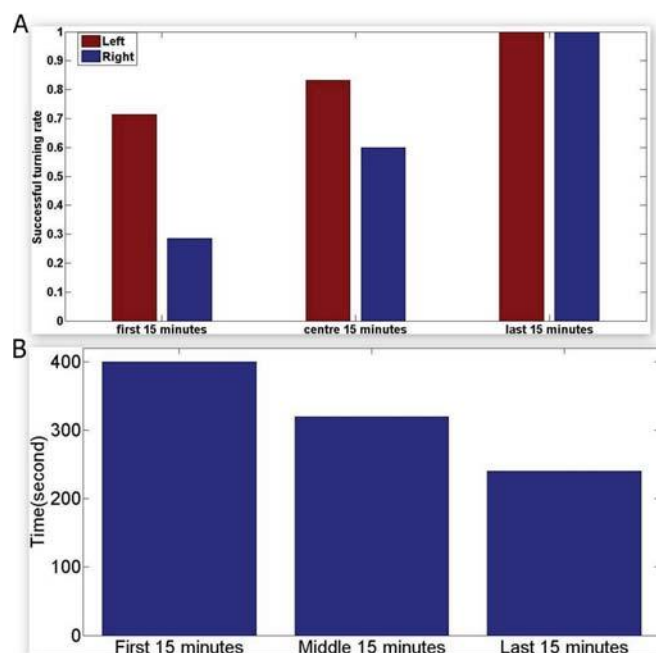 A
Left
Right
Successful turning rate
1
0.9
0.8
0.7
0.6
0.5
0.4
0.3
0.2
0.1
0
first 15 minutes
centre 15 minutes
last 15 minutes
B
Time(second)
400
300
200
100
0
First 15 minutes
Middle 15 minutes
Last 15 minutes